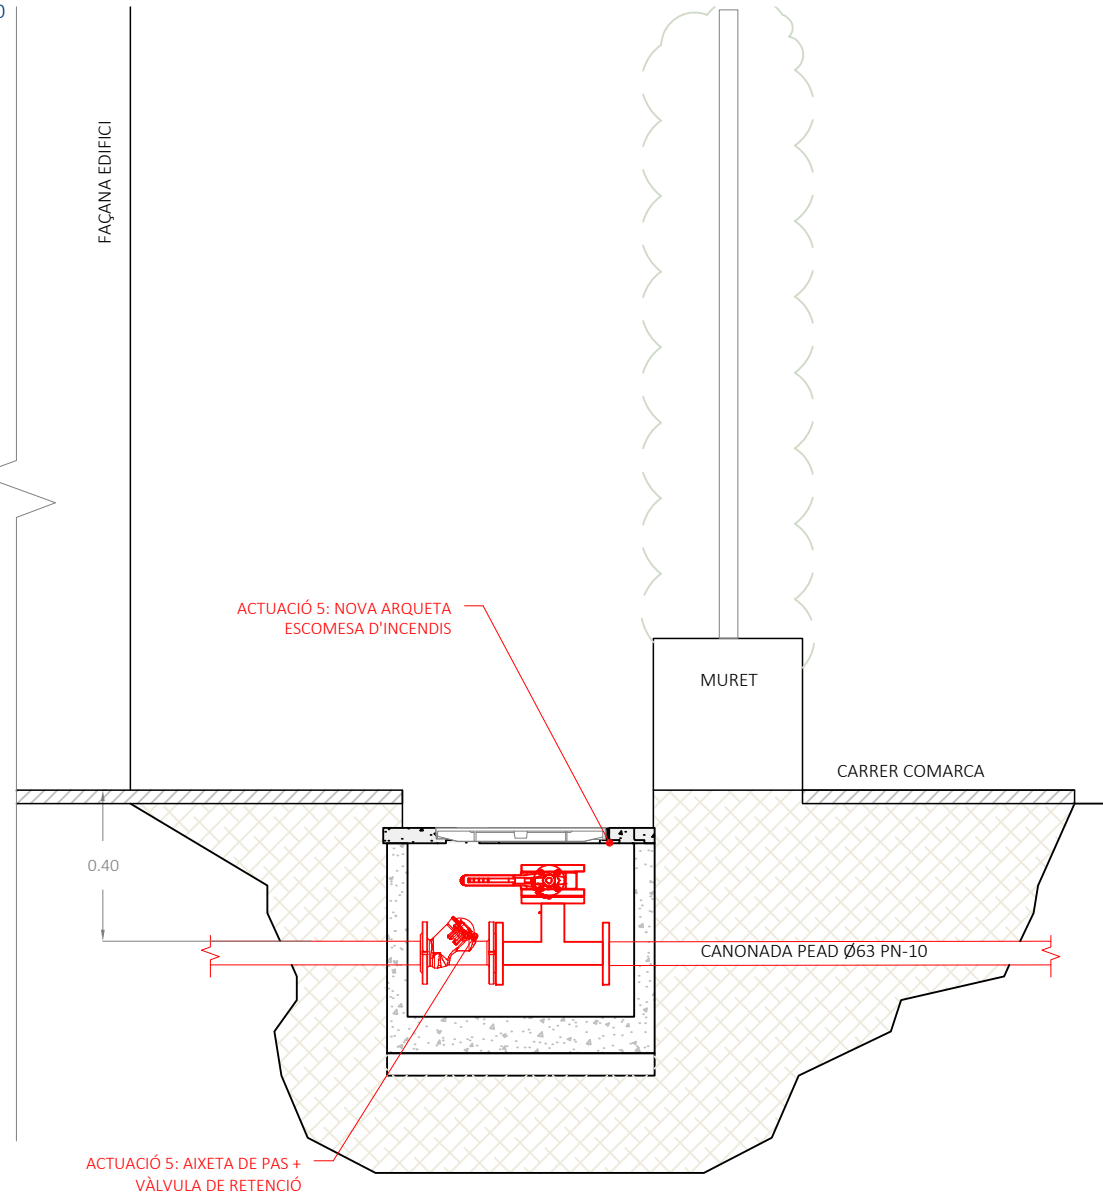 0
FAÇANA EDIFICI
ACTUACIÓ 5: NOVA ARQUETA
ESCOMESA D'INCENDIS
MURET
CARRER COMARCA
0.40
CANONADA PEAD Ø63 PN-10
ACTUACIÓ 5: AIXETA DE PAS +
VÀLVULA DE RETENCIÓ